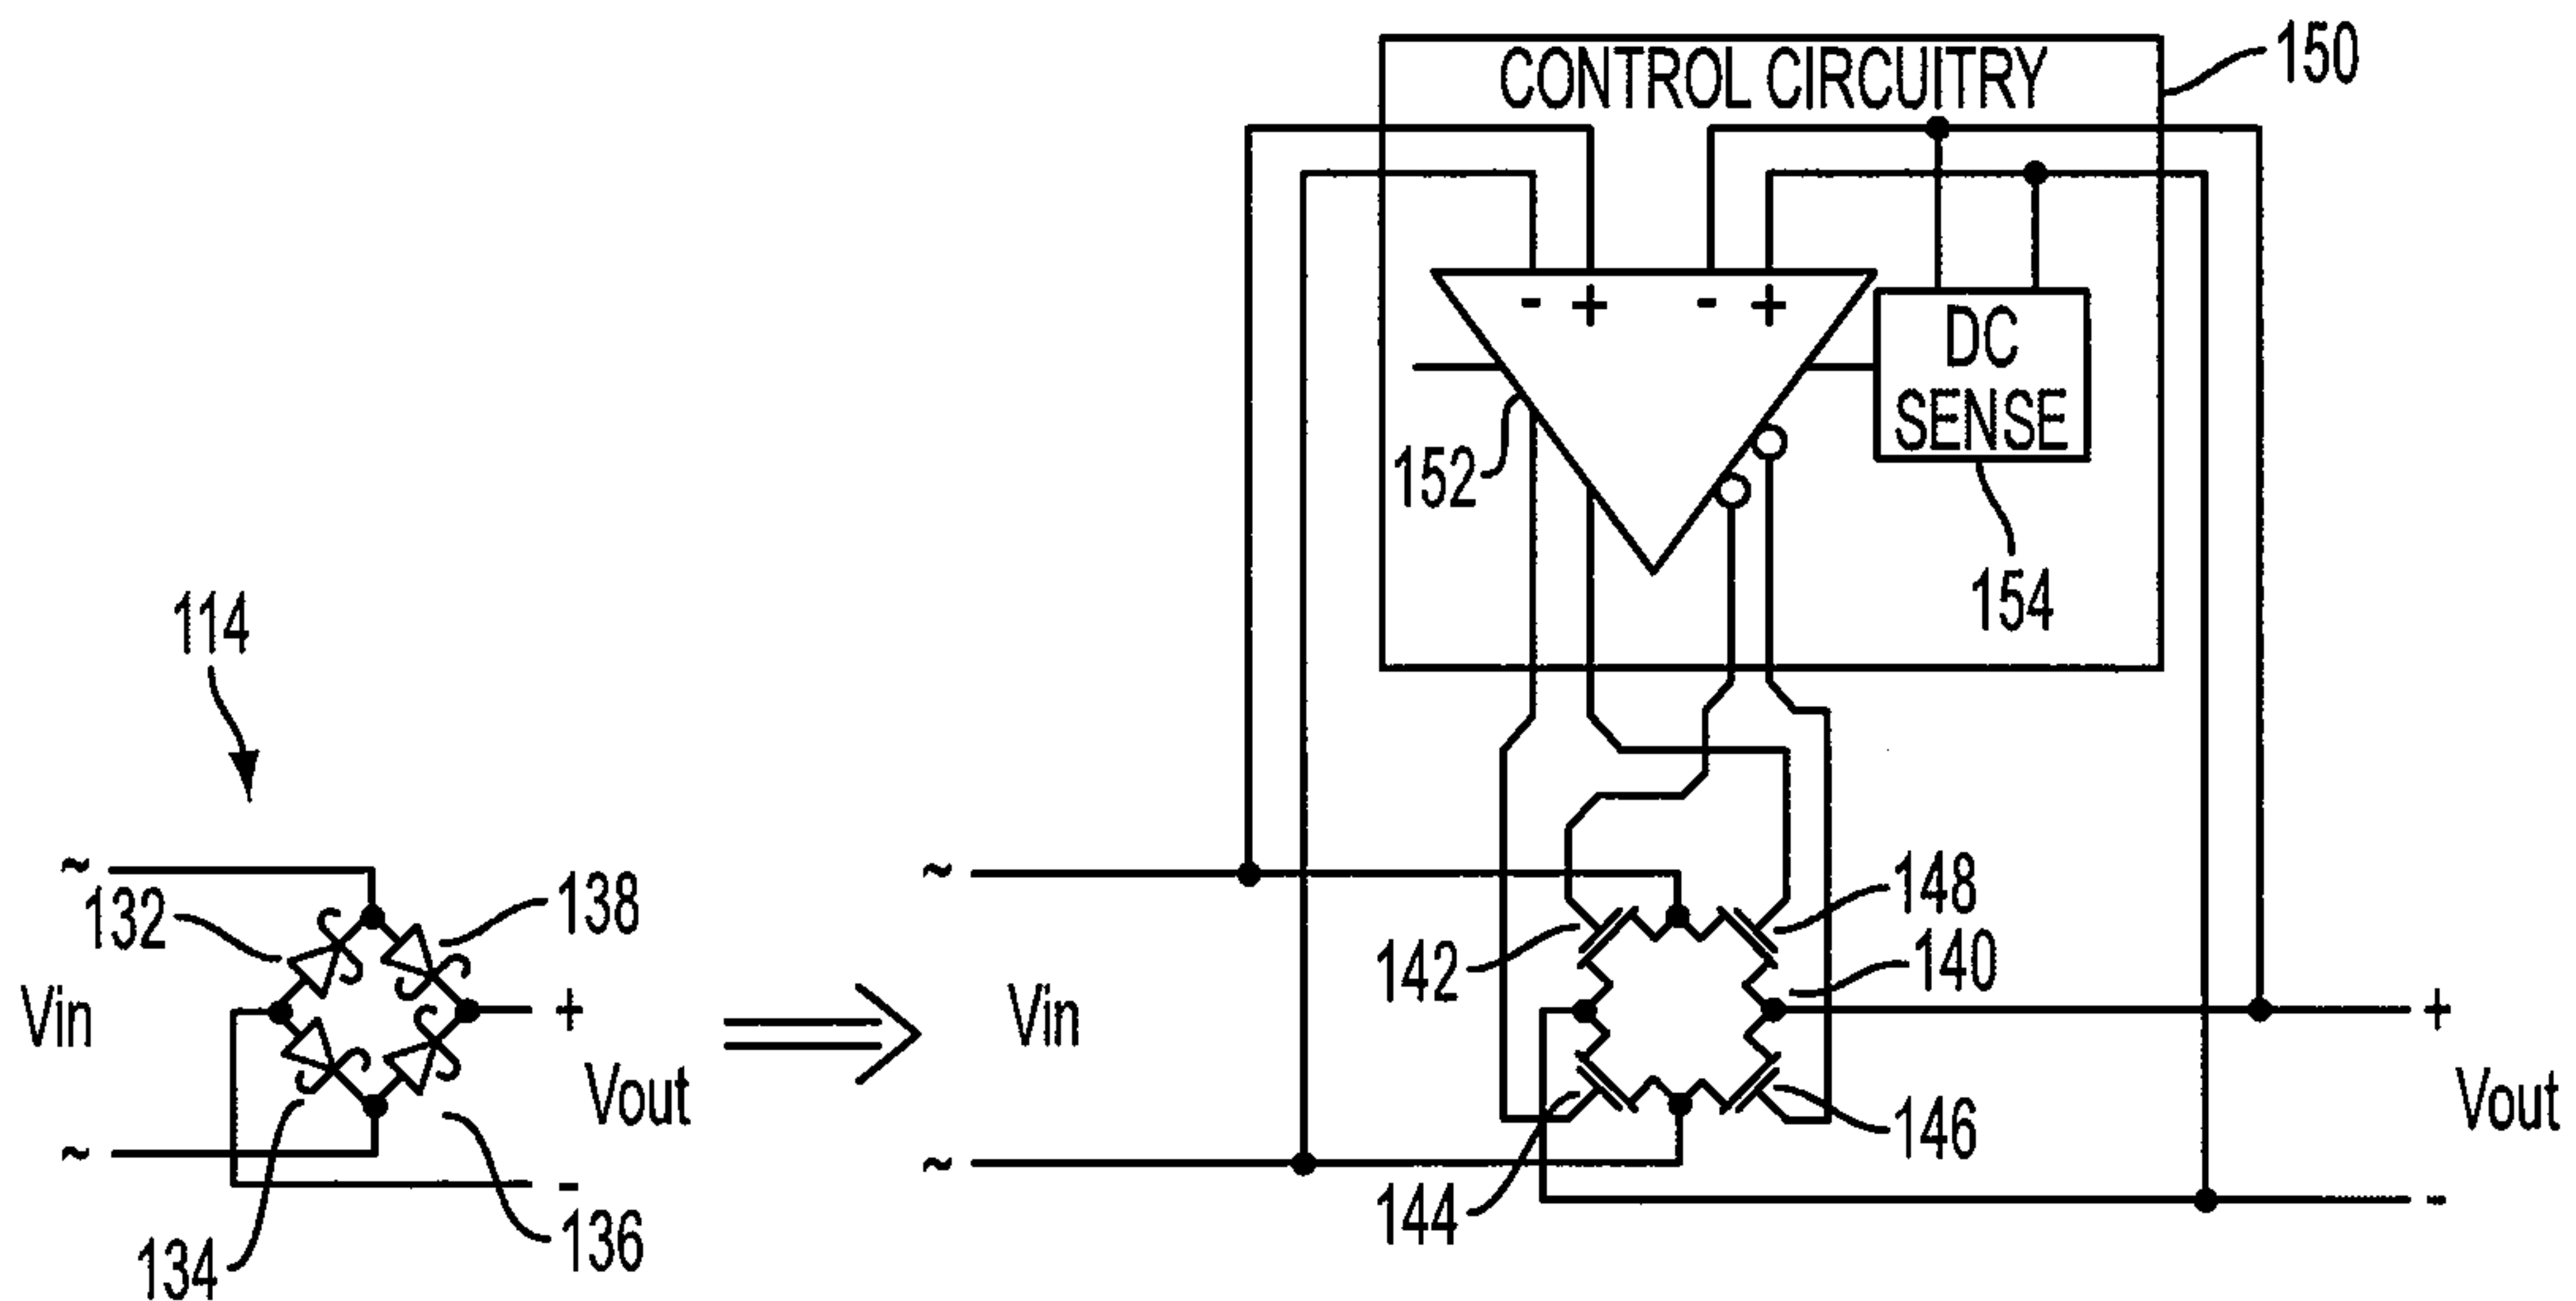 CONTROL CIRCUITRY
150
- + - +
DC
SENSE
152
154
114
~
132
138
Vin
+
Vout
~
-
134
136
~
Vin
142
148
140
+
Vout
~
144
146
-